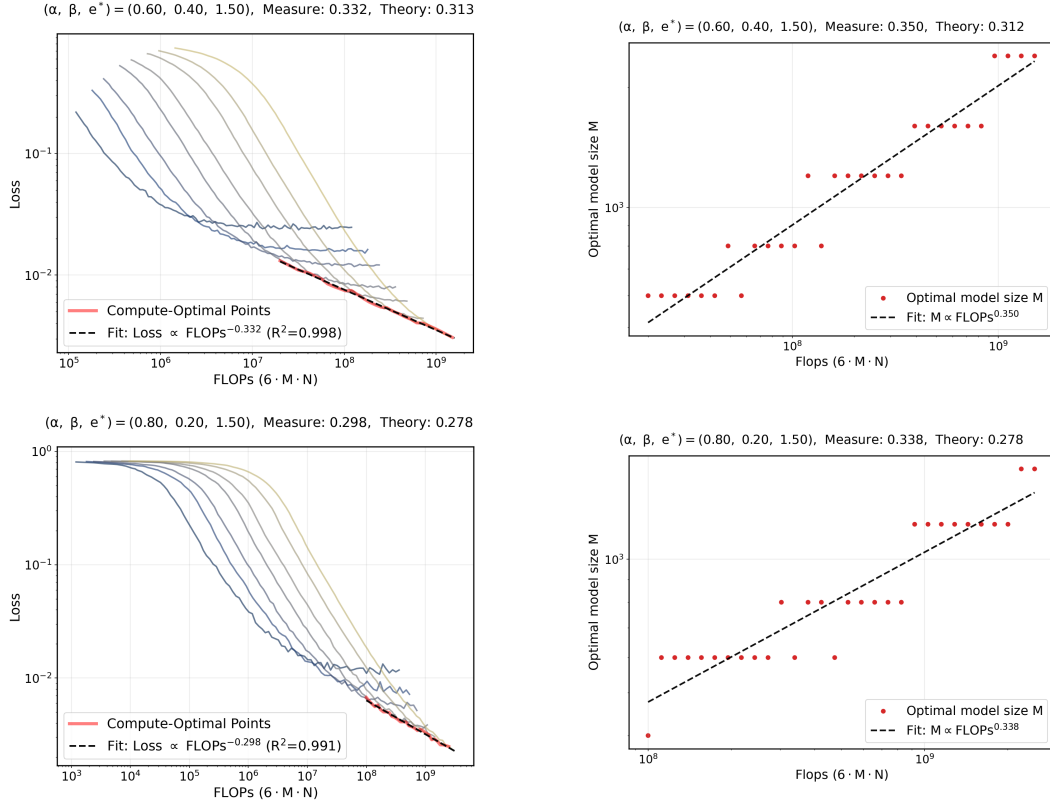 (α, β, e*) = (0.60, 0.40, 1.50), Measure: 0.332, Theory: 0.313
Loss
10⁻¹
10⁻²
Compute-Optimal Points
Fit: Loss ∝ FLOPs⁻⁰·³³² (R²=0.998)
10⁵ 10⁶ 10⁷ 10⁸ 10⁹
FLOPs (6·M·N)
(α, β, e*) = (0.60, 0.40, 1.50), Measure: 0.350, Theory: 0.312
Optimal model size M
10³
Optimal model size M
Fit: M∝FLOPs⁰·³⁵⁰
10⁸ 10⁹
Flops (6·M·N)
(α, β, e*) = (0.80, 0.20, 1.50), Measure: 0.298, Theory: 0.278
Loss
10⁰
10⁻¹
10⁻²
Compute-Optimal Points
Fit: Loss ∝ FLOPs⁻⁰·²⁹⁸ (R²=0.991)
10³ 10⁴ 10⁵ 10⁶ 10⁷ 10⁸ 10⁹
FLOPs (6·M·N)
(α, β, e*) = (0.80, 0.20, 1.50), Measure: 0.338, Theory: 0.278
Optimal model size M
10³
Optimal model size M
Fit: M∝FLOPs⁰·³³⁸
10⁸ 10⁹
Flops (6·M·N)